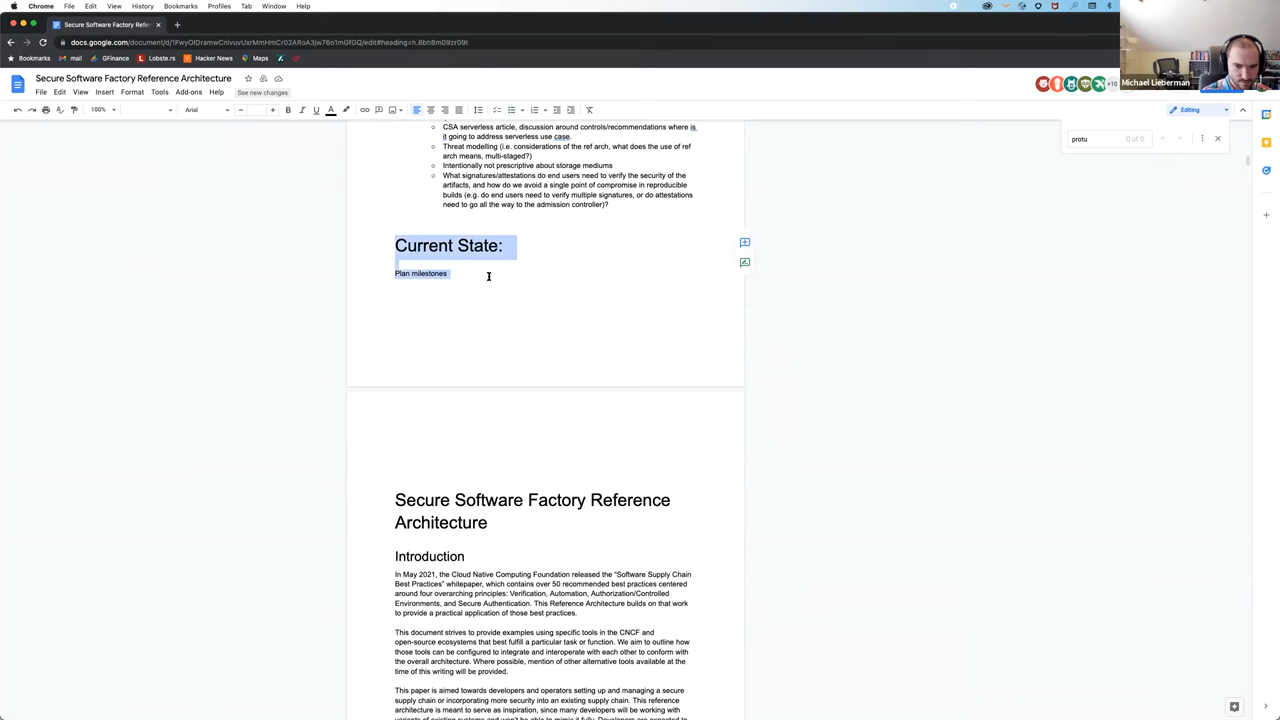 Chrome File Edit View History Bookmarks Profiles Tab Window Help
Secure Software Factory Refer
docs.google.com/document/d/1FwyOlDramwCnivuvUxrMmHmCr02ARoA3jw76o1mGfGQ/edit#heading=h.8bh8m09zr09t
Bookmarks mail GFinance Lobste.rs Hacker News Maps
Michael Lieberman
Secure Software Factory Reference Architecture
File Edit View Insert Format Tools Add-ons Help See new changes
+10
100% Arial Editing
protu 0 of 0
CSA serverless article, discussion around controls/recommendations where is
it going to address serverless use case.
Threat modelling (i.e. considerations of the ref arch, what does the use of ref
arch means, multi-staged?)
Intentionally not prescriptive about storage mediums
What signatures/attestations do end users need to verify the security of the
artifacts, and how do we avoid a single point of compromise in reproducible
builds (e.g. do end users need to verify multiple signatures, or do attestations
need to go all the way to the admission controller)?
Current State:
Plan milestones
Secure Software Factory Reference
Architecture
Introduction
In May 2021, the Cloud Native Computing Foundation released the “Software Supply Chain
Best Practices” whitepaper, which contains over 50 recommended best practices centered
around four overarching principles: Verification, Automation, Authorization/Controlled
Environments, and Secure Authentication. This Reference Architecture builds on that work
to provide a practical application of those best practices.
This document strives to provide examples using specific tools in the CNCF and
open-source ecosystems that best fulfill a particular task or function. We aim to outline how
those tools can be configured to integrate and interoperate with each other to conform with
the overall architecture. Where possible, mention of other alternative tools available at the
time of this writing will be provided.
This paper is aimed towards developers and operators setting up and managing a secure
supply chain or incorporating more security into an existing supply chain. This reference
architecture is meant to serve as inspiration, since many developers will be working with